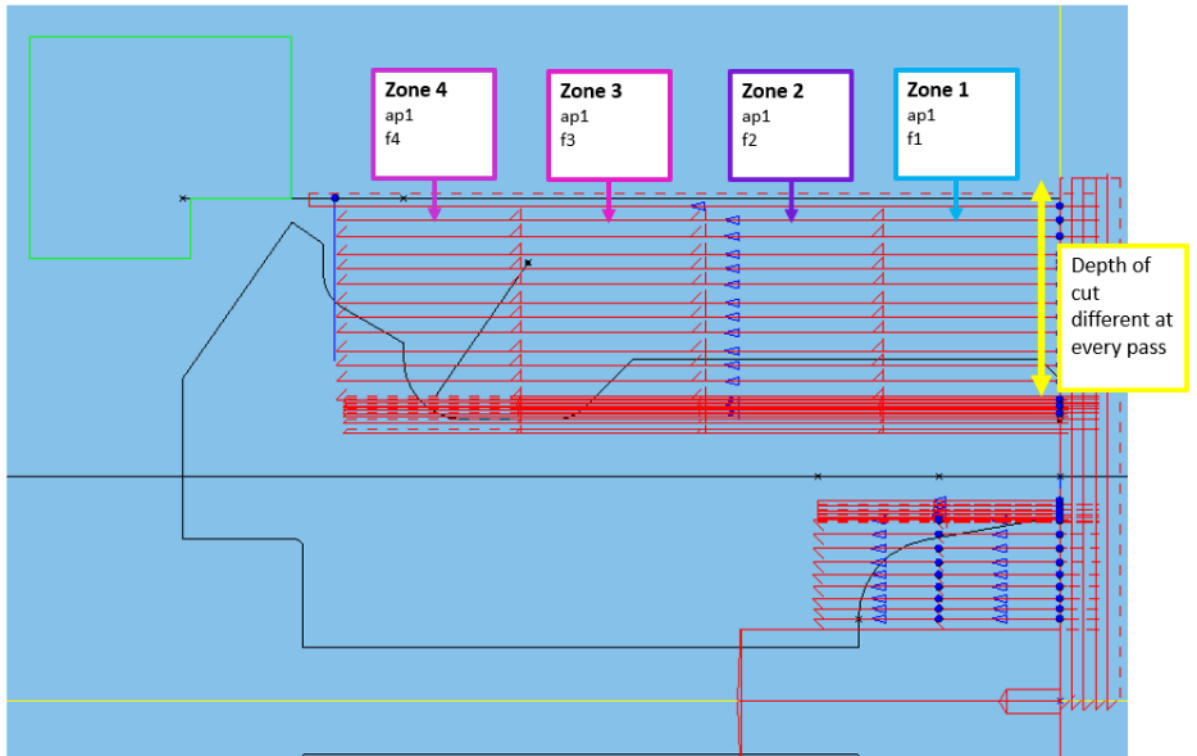 Zone 4
ap1
f4
Zone 3
ap1
f3
Zone 2
ap1
f2
Zone 1
ap1
f1
Depth of
cut
different at
every pass